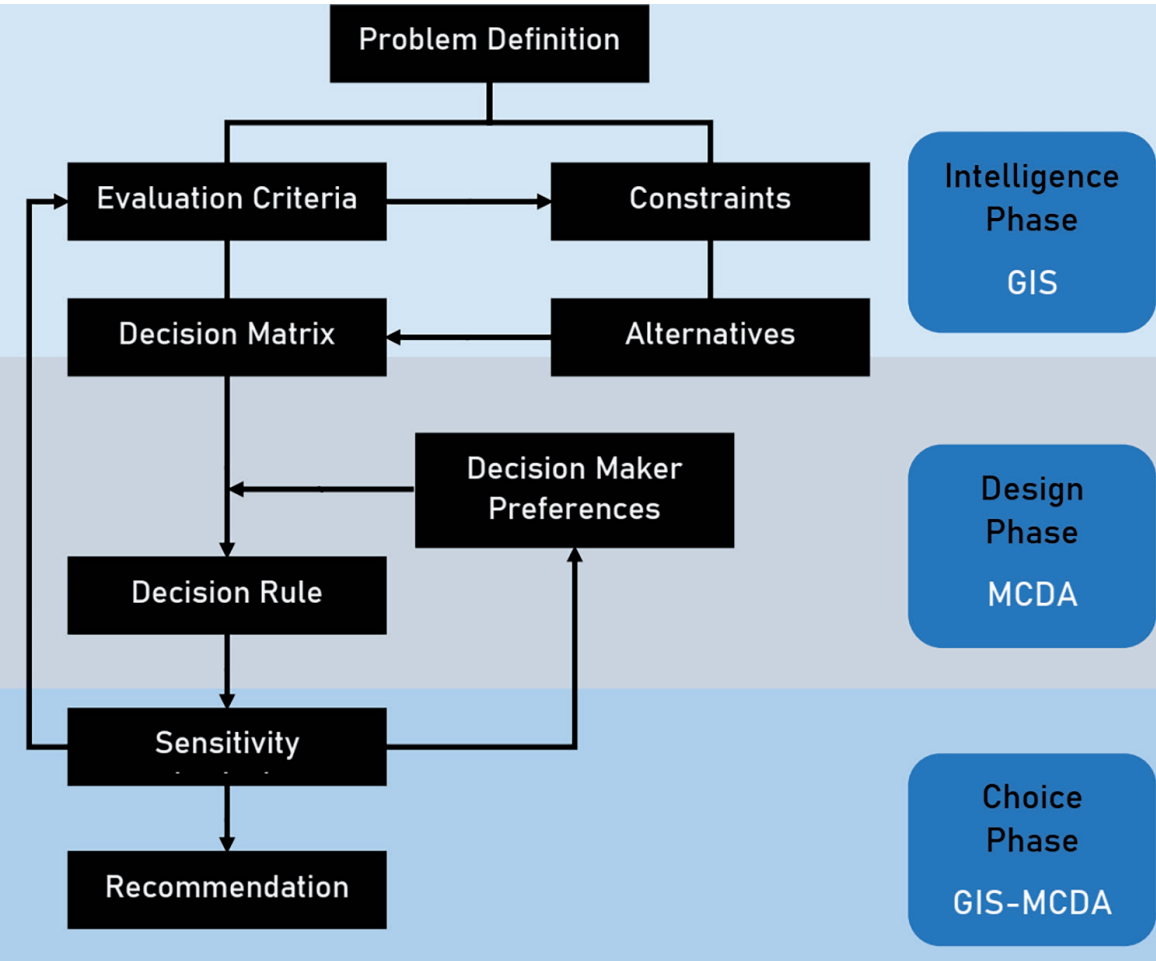 Problem Definition
Evaluation Criteria
Constraints
Intelligence
Phase
GIS
Decision Matrix
Alternatives
Decision Maker
Preferences
Design
Phase
MCDA
Decision Rule
Sensitivity
Choice
Phase
GIS-MCDA
Recommendation